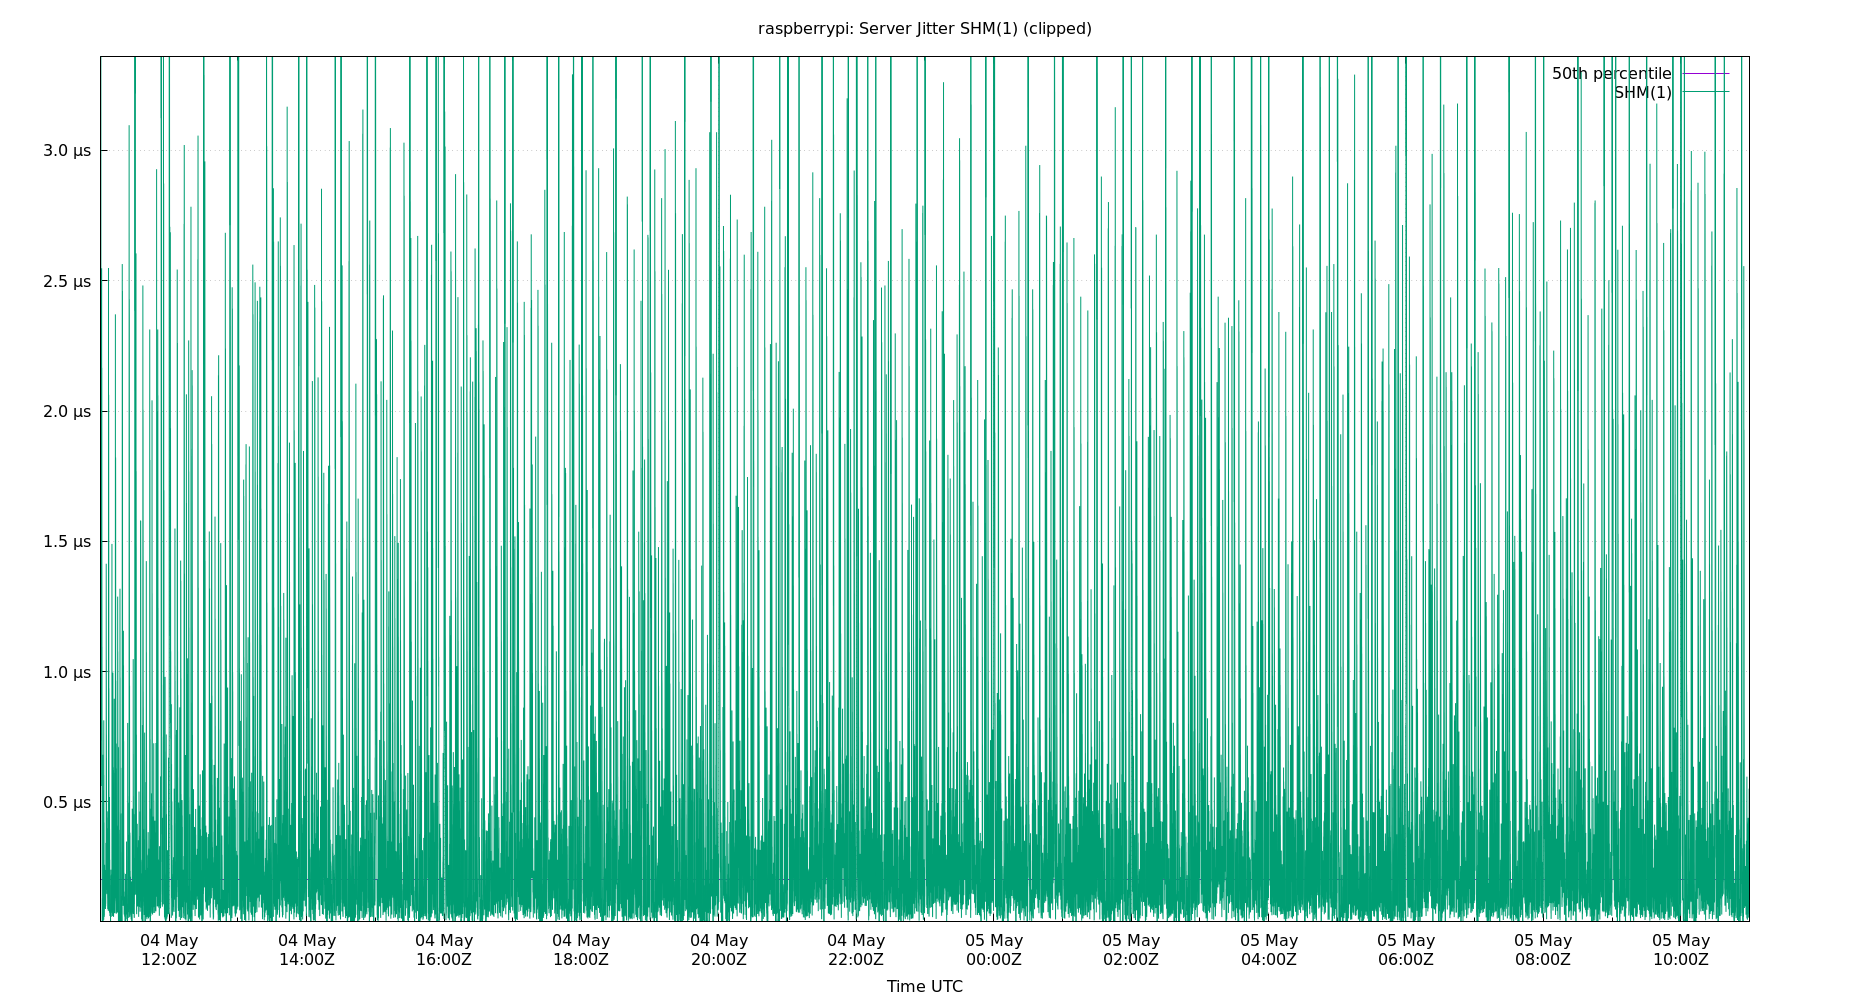 raspberrypi: Server Jitter SHM(1) (clipped)
50th percentile
SHM(1)
3.0 µs
2.5 µs
2.0 µs
1.5 µs
1.0 µs
0.5 µs
04 May 04 May 04 May 04 May 04 May 04 May 05 May 05 May 05 May 05 May 05 May 05 May
12:00Z 14:00Z 16:00Z 18:00Z 20:00Z 22:00Z 00:00Z 02:00Z 04:00Z 06:00Z 08:00Z 10:00Z
Time UTC